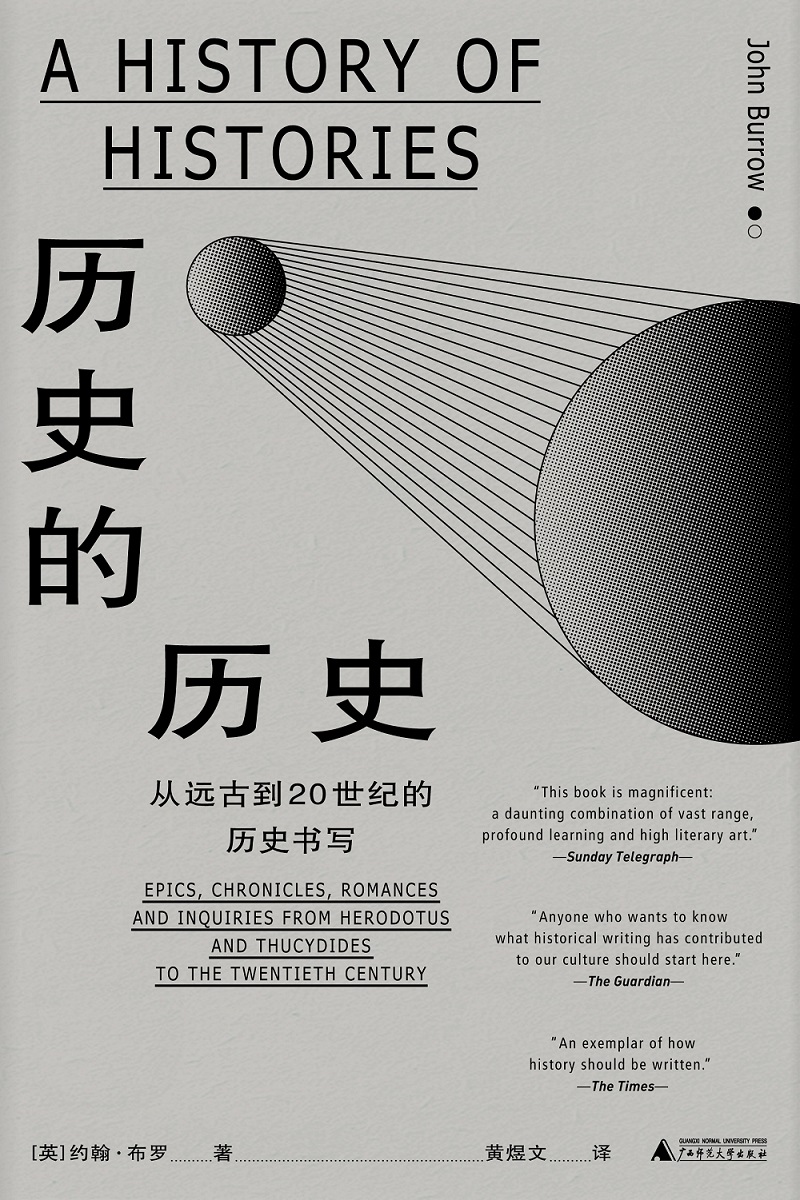 A HISTORY OF
HISTORIES
John Burrow
历史的
历史
从远古到20世纪的
历史书写
EPICS, CHRONICLES, ROMANCES
AND INQUIRIES FROM HERODOTUS
AND THUCYDIDES
TO THE TWENTIETH CENTURY
“This book is magnificent:
a daunting combination of vast range,
profound learning and high literary art.”
—Sunday Telegraph—
“Anyone who wants to know
what historical writing has contributed
to our culture should start here.”
—The Guardian—
“An exemplar of how
history should be written.”
—The Times—
[英]约翰·布罗........著................................................黄煜文........译
GUANGXI NORMAL UNIVERSITY PRESS
广西师范大学出版社